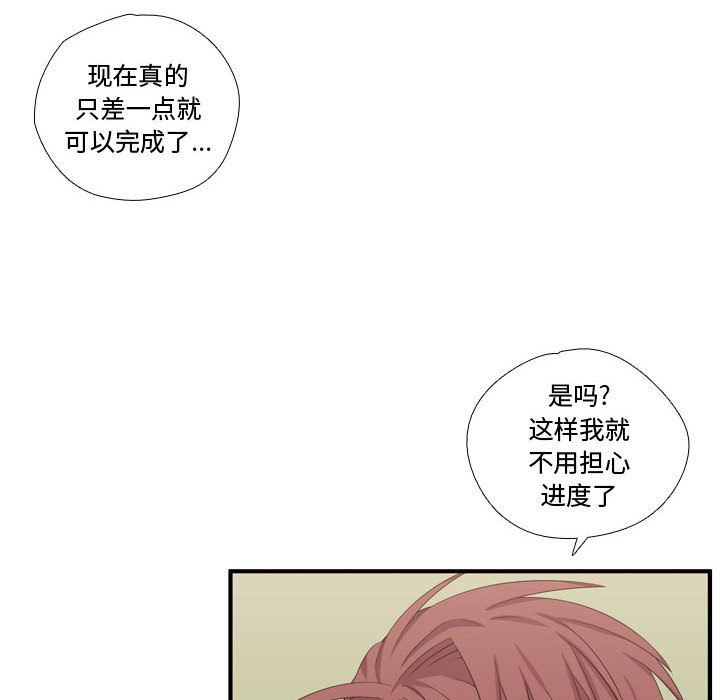 现在真的
只差一点就
可以完成了...
是吗?
这样我就
不用担心
进度了